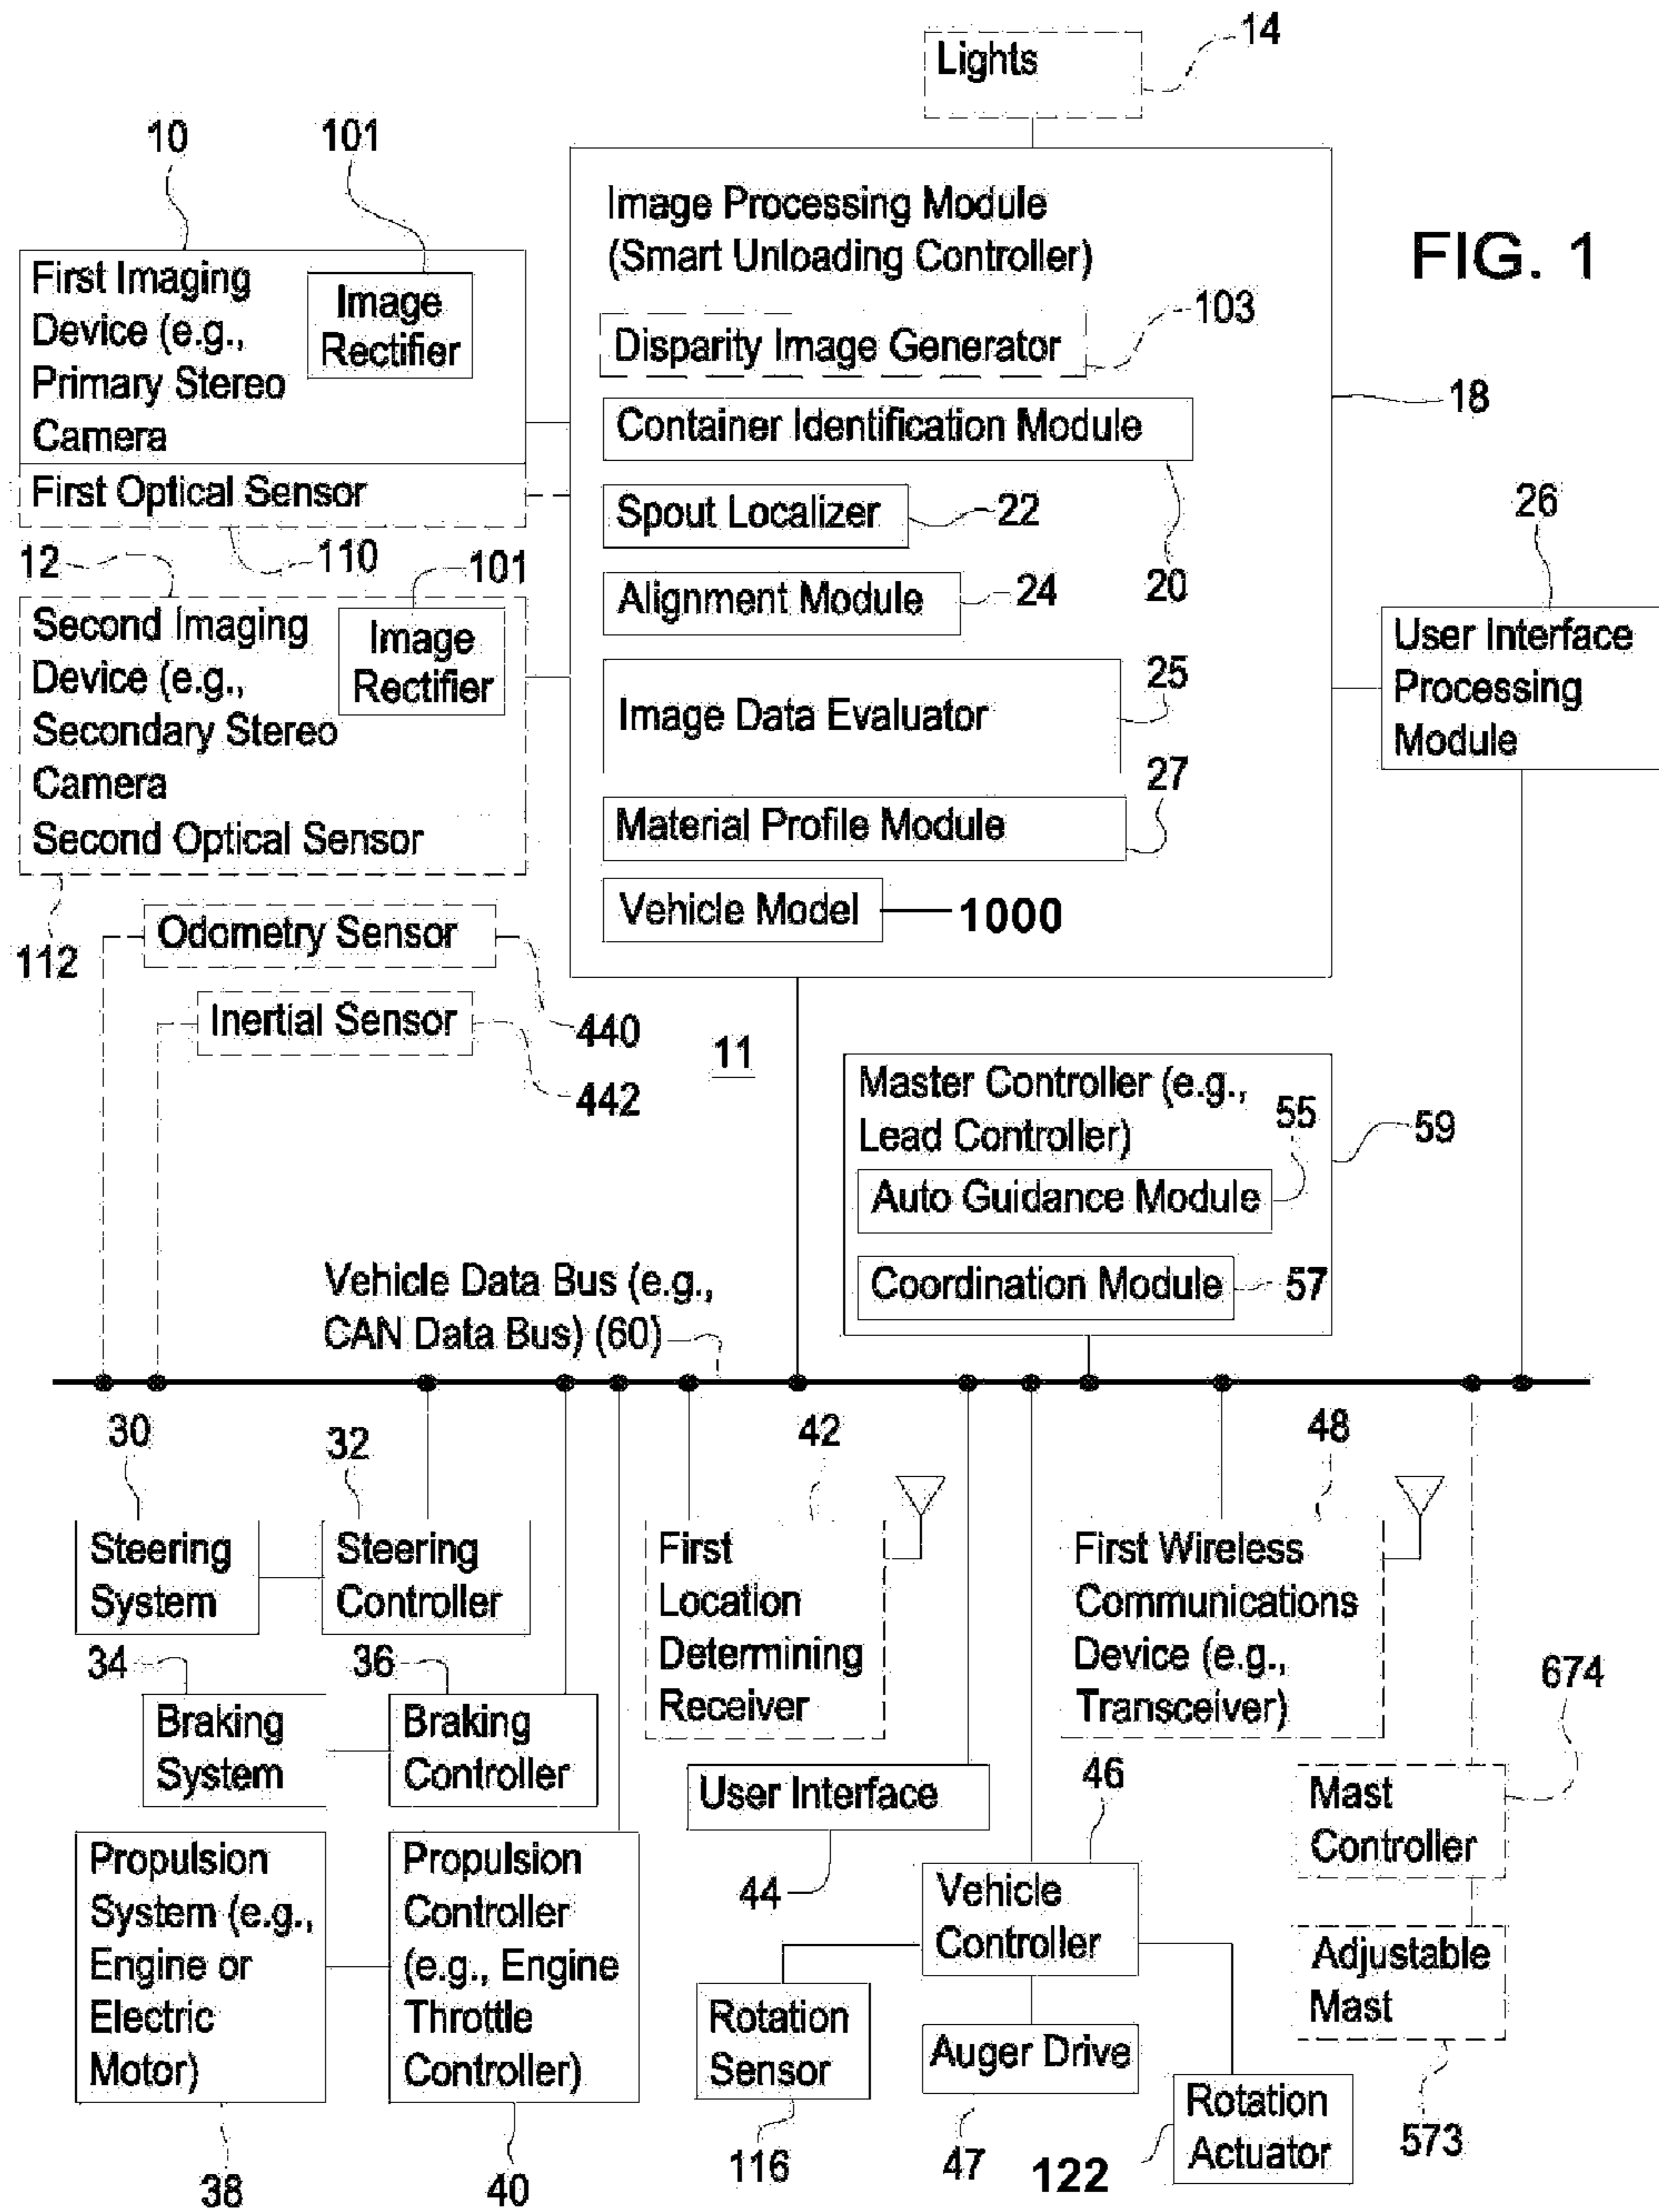 Lights
14
10
101
First Imaging
Device (e.g.,
Primary Stereo
Camera
Image
Rectifier
First Optical Sensor
110
12
101
Second Imaging
Device (e.g.,
Secondary Stereo
Camera
Second Optical Sensor
Image
Rectifier
112
Image Processing Module
(Smart Unloading Controller)
Disparity Image Generator
103
Container Identification Module
20
Spout Localizer
22
Alignment Module
24
Image Data Evaluator
25
Material Profile Module
27
Vehicle Model
1000
FIG. 1
18
26
User Interface
Processing
Module
Odometry Sensor
440
Inertial Sensor
442
11
Master Controller (e.g.,
Lead Controller)
55
59
Auto Guidance Module
Coordination Module
57
Vehicle Data Bus (e.g.,
CAN Data Bus) (60)
30
32
42
48
Steering
System
Steering
Controller
First
Location
Determining
Receiver
First Wireless
Communications
Device (e.g.,
Transceiver)
34
36
Braking
System
Braking
Controller
674
User Interface
44
46
Mast
Controller
Propulsion
System (e.g.,
Engine or
Electric
Motor)
38
Propulsion
Controller
(e.g., Engine
Throttle
Controller)
40
Vehicle
Controller
Rotation
Sensor
116
Auger Drive
47
Rotation
Actuator
122
Adjustable
Mast
573